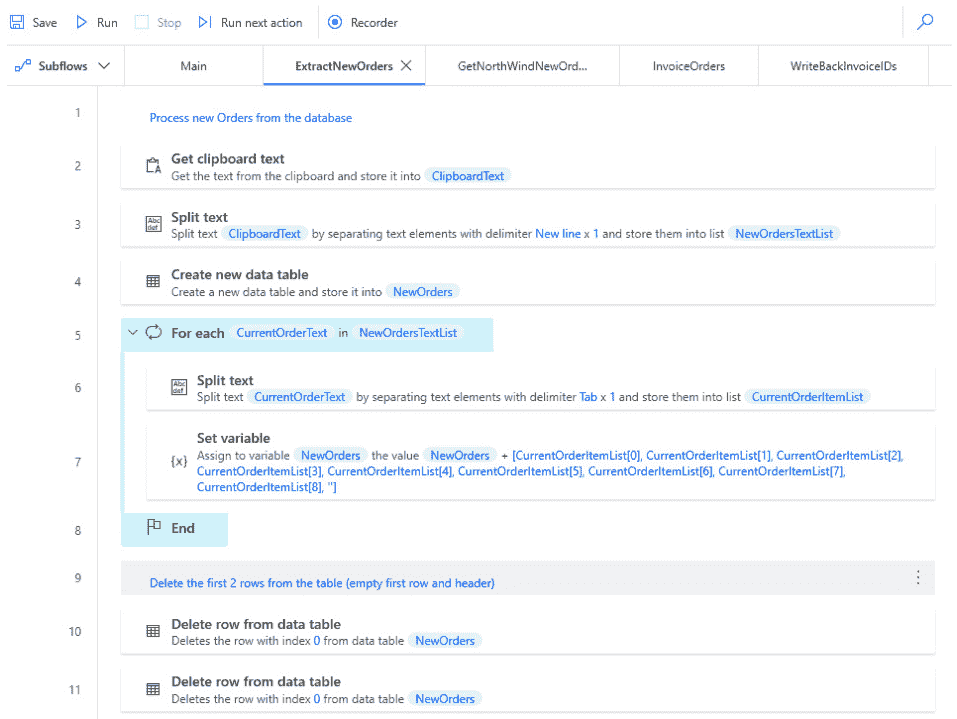 Save Run Stop Run next action Recorder
Subflows Main ExtractNewOrders GetNorthWindNewOrd... InvoiceOrders WriteBackInvoiceIDs
1 Process new Orders from the database
2 Get clipboard text
Get the text from the clipboard and store it into ClipboardText
3 Split text
Split text ClipboardText by separating text elements with delimiter New line x 1 and store them into list NewOrdersTextList
4 Create new data table
Create a new data table and store it into NewOrders
5 For each CurrentOrderText in NewOrdersTextList
6 Split text
Split text CurrentOrderText by separating text elements with delimiter Tab x 1 and store them into list CurrentOrderItemList
Set variable
7 {x} Assign to variable NewOrders the value NewOrders + [CurrentOrderItemList[0], CurrentOrderItemList[1], CurrentOrderItemList[2],
CurrentOrderItemList[3], CurrentOrderItemList[4], CurrentOrderItemList[5], CurrentOrderItemList[6], CurrentOrderItemList[7],
CurrentOrderItemList[8], '']
8 End
9 Delete the first 2 rows from the table (empty first row and header)
10 Delete row from data table
Deletes the row with index 0 from data table NewOrders
11 Delete row from data table
Deletes the row with index 0 from data table NewOrders